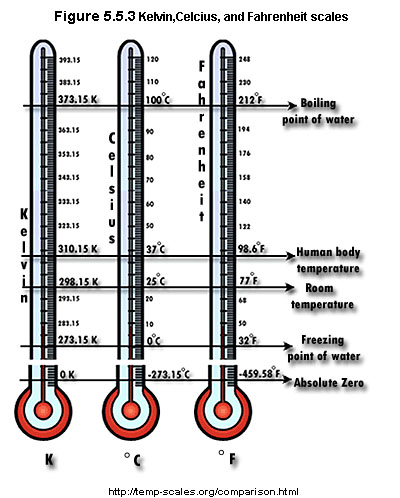 Figure 5.5.3 Kelvin,Celcius, and Fahrenheit scales
393.15 120 248
383.15 110 230
373.15 K 100°C 212°F Boiling point of water
363.15 90 194
353.15 80 176
343.15 70 158
333.15 60 140
323.15 50 122
310.15 K 37°C 98.6°F Human body temperature
298.15 K 25°C 77°F Room temperature
293.15 20 68
283.15 10 50
273.15 K 0°C 32°F Freezing point of water
0 K -273.15°C -459.58°F Absolute Zero
Kelvin
Celsius
Fahrenheit
K °C °F
http://temp-scales.org/comparison.html